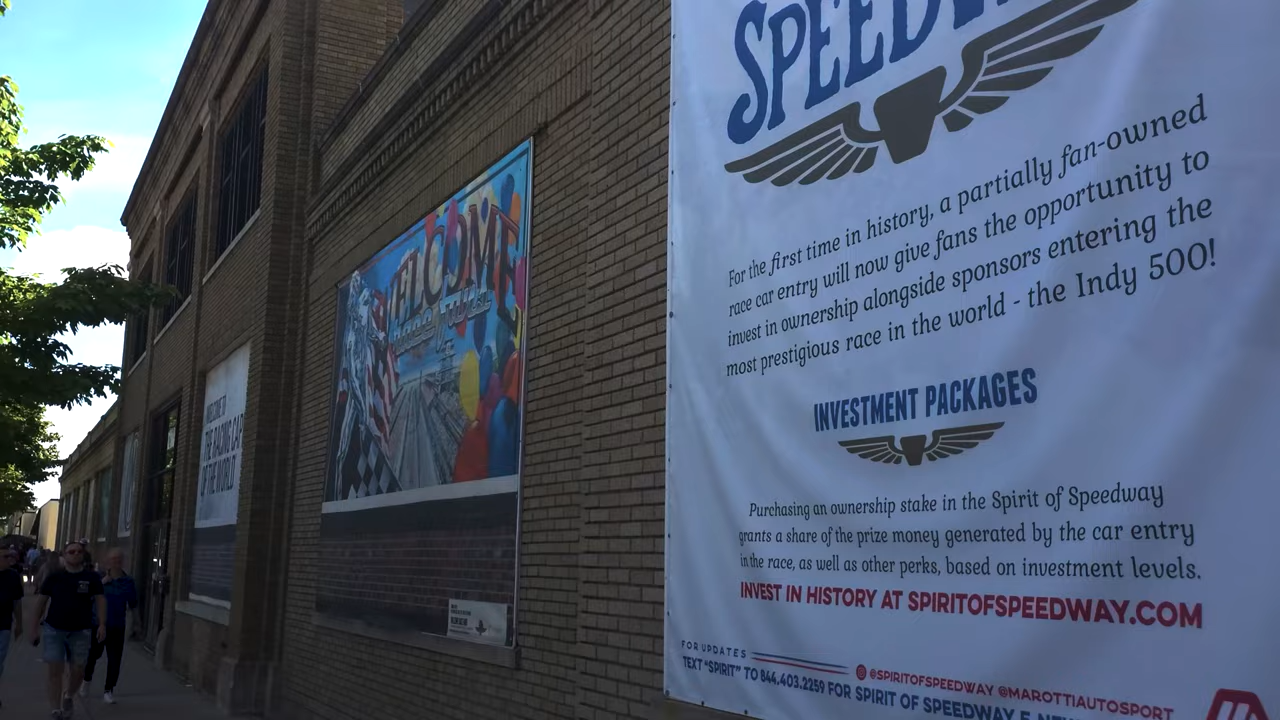 WELCOME TO
THE RACING CAP
OF THE WORLD
WELCOME
SPEEDW
For the first time in history, a partially fan-owned
race car entry will now give fans the opportunity to
invest in ownership alongside sponsors entering the
most prestigious race in the world - the Indy 500!
INVESTMENT PACKAGES
Purchasing an ownership stake in the Spirit of Speedway
grants a share of the prize money generated by the car entry
in the race, as well as other perks, based on investment levels.
INVEST IN HISTORY AT SPIRITOFSPEEDWAY.COM
FOR UPDATES
TEXT "SPIRIT" TO 844.403.2259 FOR SPIRIT OF SPEEDWAY
@SPIRITOFSPEEDWAY @MAROTTIAUTOSPORT